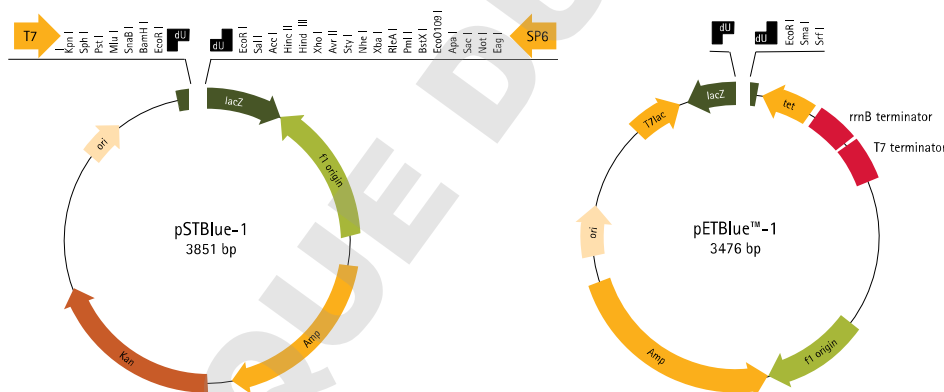 T7
Kpn I
Sph I
Pst I
Mlu I
SnaB I
BamH I
EcoR I
dU
dU
EcoR I
Sal I
Acc I
Hinc II
Hind III
Xho I
Avr II
Sty I
Nhe I
Xba I
RleA I
Pml I
BstX I
EcoO109 I
Apa I
Sac I
Not I
Eag I
SP6
lacZ
ori
f1 origin
pSTBlue-1
3851 bp
Kan
Amp
dU
dU
EcoR I
Sma I
Srf I
lacZ
tet
T7lac
rrnB terminator
T7 terminator
ori
pETBlue™-1
3476 bp
Amp
f1 origin